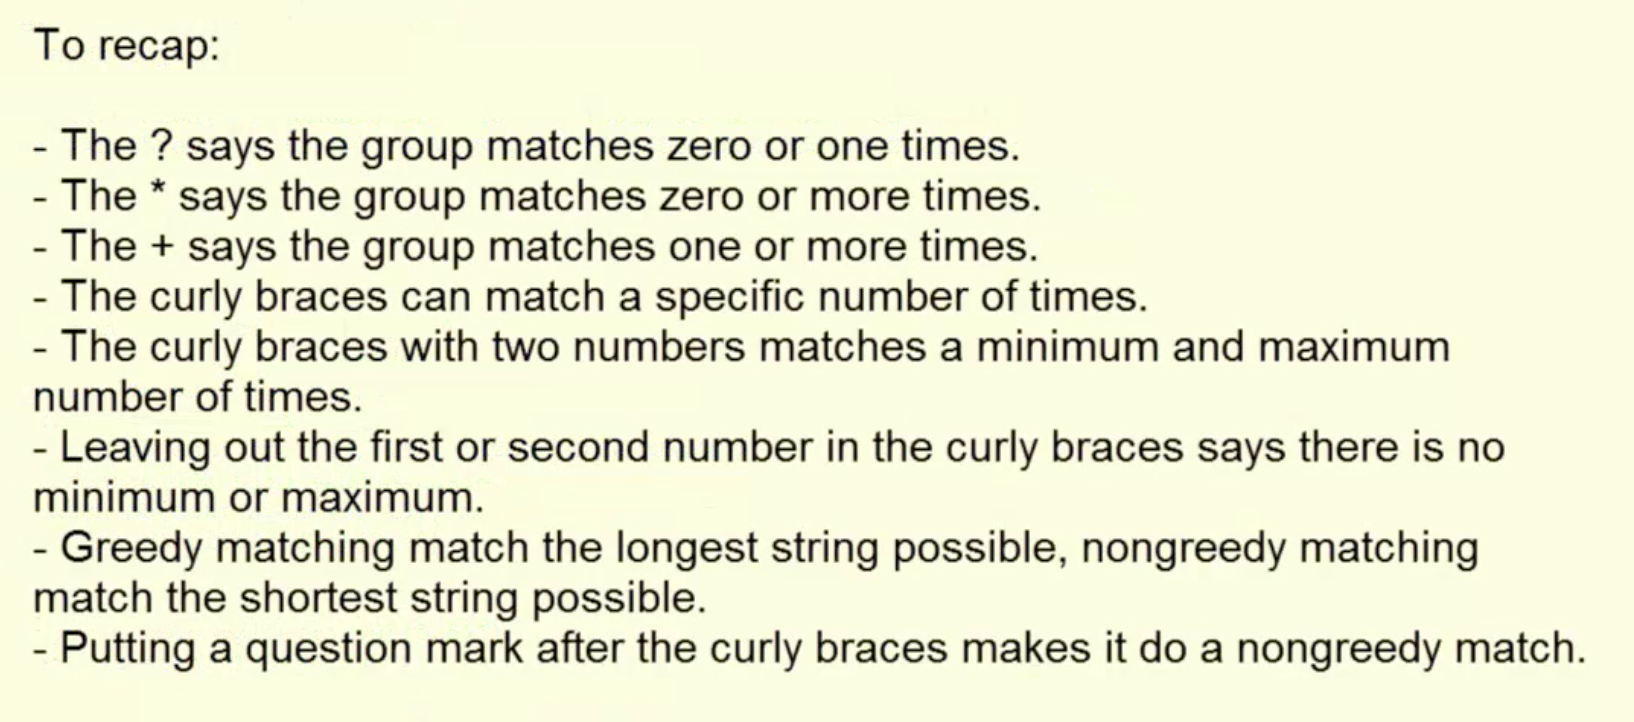 To recap:
- The ? says the group matches zero or one times.
- The * says the group matches zero or more times.
- The + says the group matches one or more times.
- The curly braces can match a specific number of times.
- The curly braces with two numbers matches a minimum and maximum
number of times.
- Leaving out the first or second number in the curly braces says there is no
minimum or maximum.
- Greedy matching match the longest string possible, nongreedy matching
match the shortest string possible.
- Putting a question mark after the curly braces makes it do a nongreedy match.